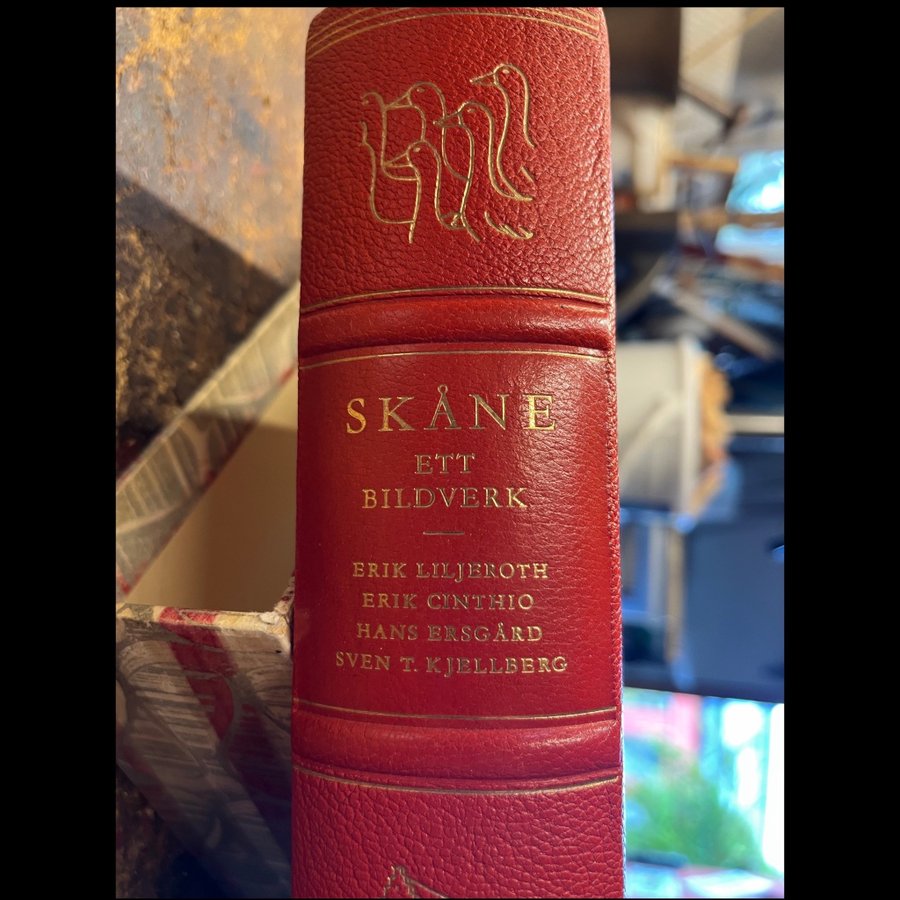 SKÅNE
ETT
BILDVERK
ERIK LILJEROTH
ERIK CINTHIO
HANS ERSGÅRD
SVEN T. KJELLBERG